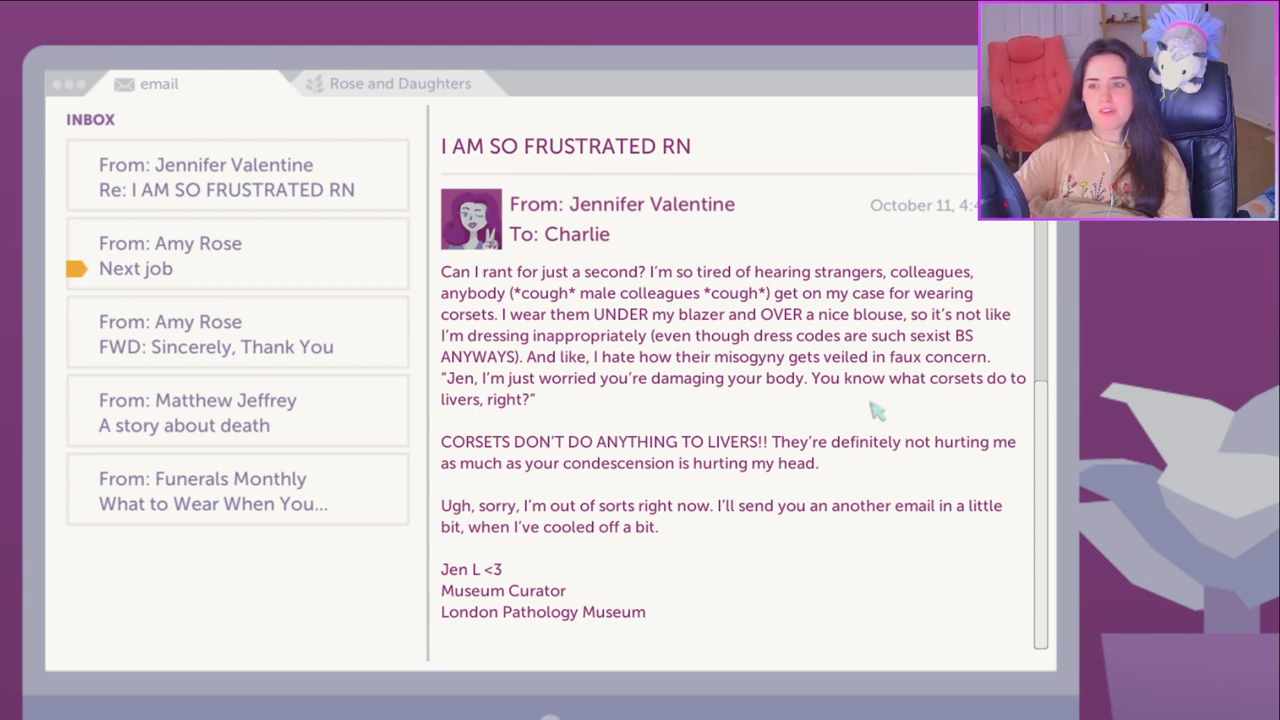 email
Rose and Daughters
INBOX
From: Jennifer Valentine
Re: I AM SO FRUSTRATED RN
From: Amy Rose
Next job
From: Amy Rose
FWD: Sincerely, Thank You
From: Matthew Jeffrey
A story about death
From: Funerals Monthly
What to Wear When You...
I AM SO FRUSTRATED RN
From: Jennifer Valentine
October 11, 4:4
To: Charlie
Can I rant for just a second? I'm so tired of hearing strangers, colleagues,
anybody (*cough* male colleagues *cough*) get on my case for wearing
corsets. I wear them UNDER my blazer and OVER a nice blouse, so it's not like
I'm dressing inappropriately (even though dress codes are such sexist BS
ANYWAYS). And like, I hate how their misogyny gets veiled in faux concern.
“Jen, I'm just worried you're damaging your body. You know what corsets do to
livers, right?”
CORSETS DON'T DO ANYTHING TO LIVERS!! They're definitely not hurting me
as much as your condescension is hurting my head.
Ugh, sorry, I'm out of sorts right now. I'll send you an another email in a little
bit, when I've cooled off a bit.
Jen L <3
Museum Curator
London Pathology Museum